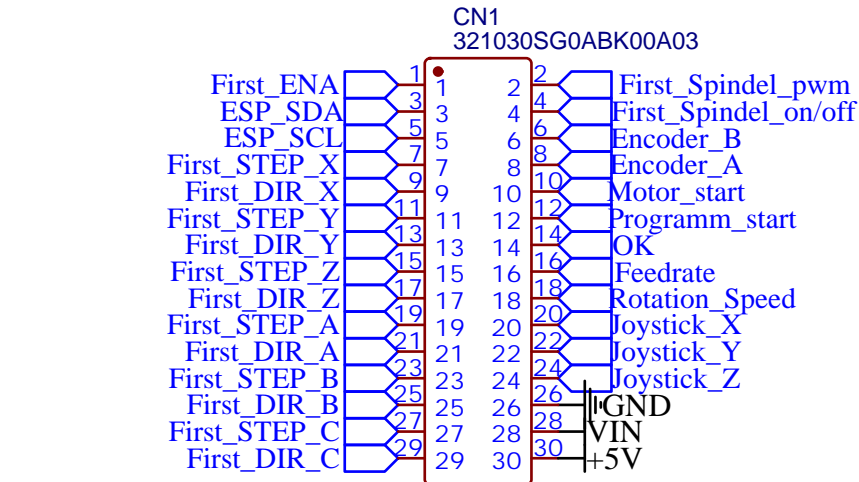 CN1
321030SG0ABK00A03
First_ENA 1 1 2 2 First_Spindel_pwm
ESP_SDA 3 3 4 4 First_Spindel_on/off
ESP_SCL 5 5 6 6 Encoder_B
First_STEP_X 7 7 8 8 Encoder_A
First_DIR_X 9 9 10 10 Motor_start
First_STEP_Y 11 11 12 12 Programm_start
First_DIR_Y 13 13 14 14 OK
First_STEP_Z 15 15 16 16 Feedrate
First_DIR_Z 17 17 18 18 Rotation_Speed
First_STEP_A 19 19 20 20 Joystick_X
First_DIR_A 21 21 22 22 Joystick_Y
First_STEP_B 23 23 24 24 Joystick_Z
First_DIR_B 25 25 26 26 GND
First_STEP_C 27 27 28 28 VIN
First_DIR_C 29 29 30 30 +5V